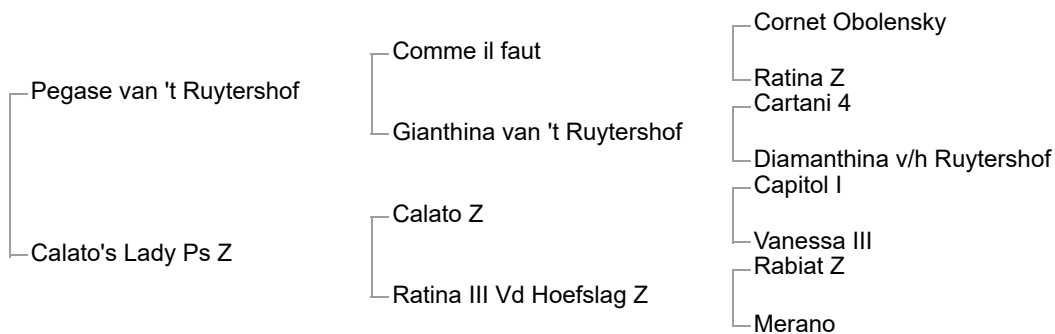 Cornet Obolensky
Comme il faut
Ratina Z
Pegase van 't Ruytershof
Cartani 4
Gianthina van 't Ruytershof
Diamanthina v/h Ruytershof
Capitol I
Calato Z
Vanessa III
Calato's Lady Ps Z
Rabiat Z
Ratina III Vd Hoefslag Z
Merano